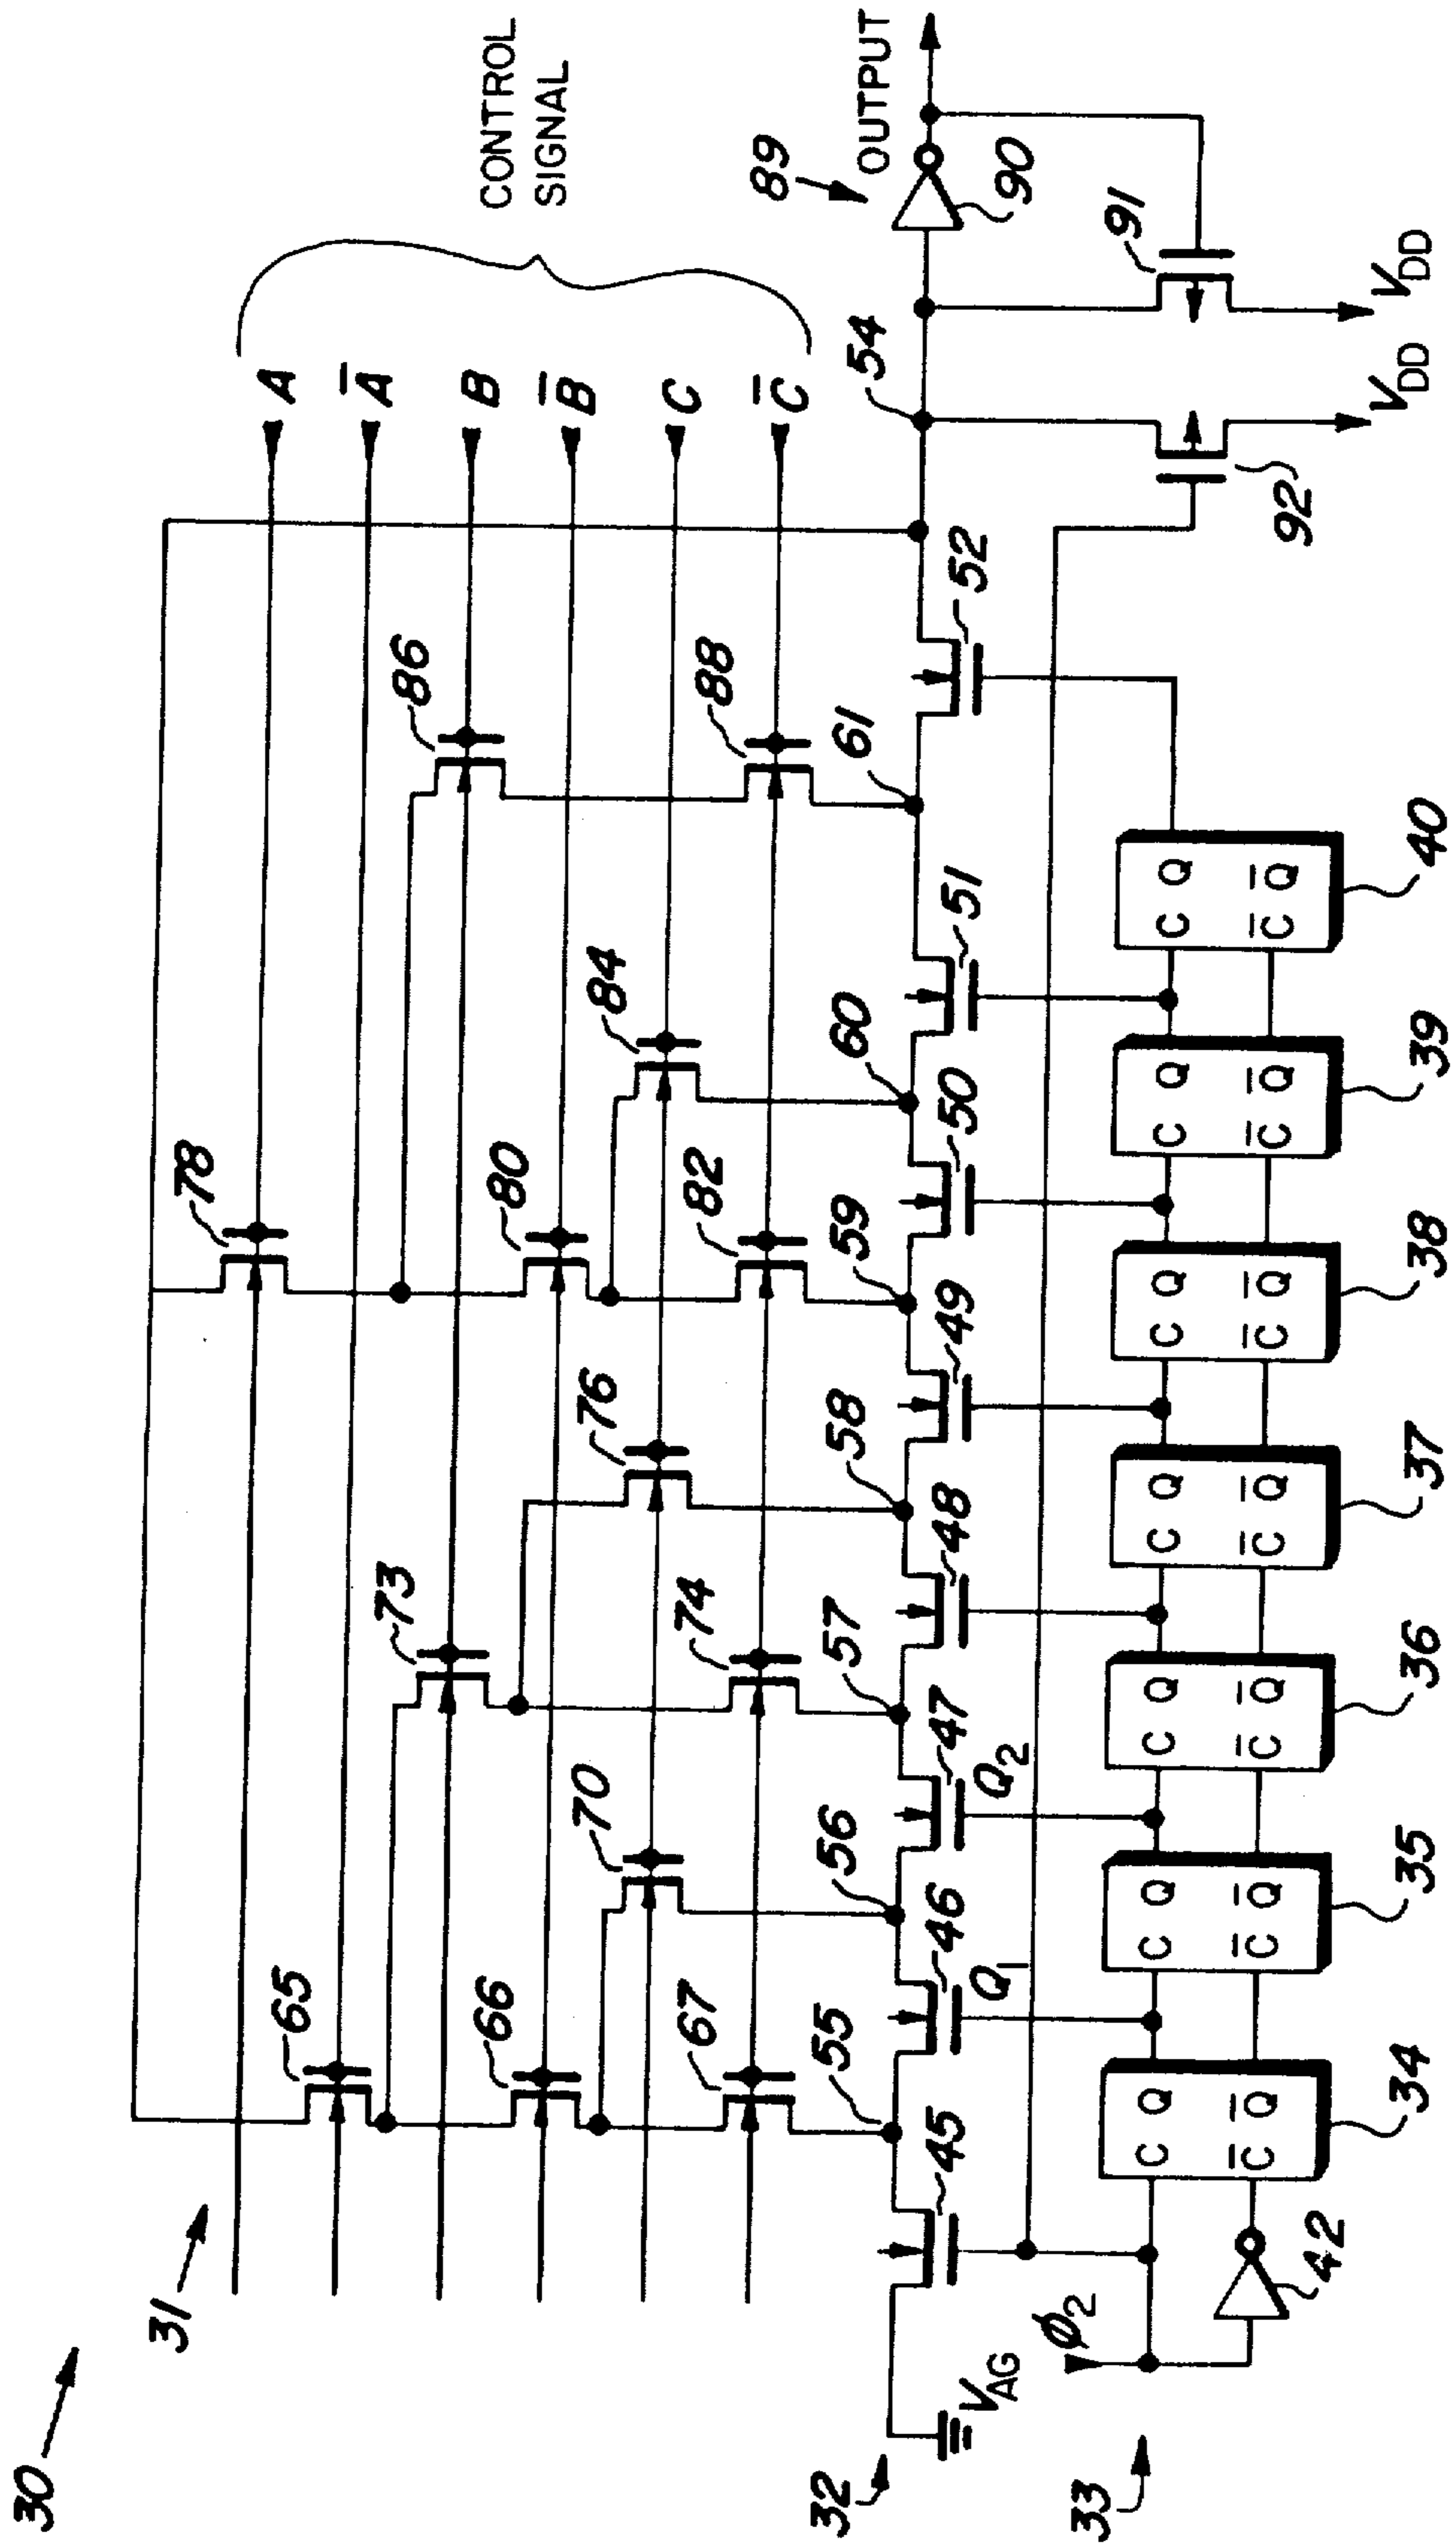 30
31
78
A
65
A̅
CONTROL
SIGNAL
73
86
B
66
80
B̅
70
76
84
C
67
74
82
88
C̅
89
OUTPUT
32
55
56
57
58
59
60
61
54
90
45
46
47
48
49
50
51
52
V_AG
Q₁
Q₂
33
ϕ₂
92
91
V_DD
V_DD
C Q
C Q
C Q
C Q
C Q
C Q
C Q
C̅ Q̅
C̅ Q̅
C̅ Q̅
C̅ Q̅
C̅ Q̅
C̅ Q̅
C̅ Q̅
42
34
35
36
37
38
39
40